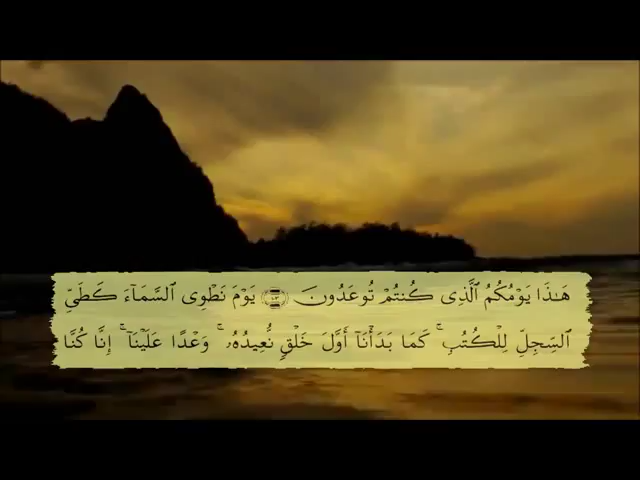 هَـٰذَا يَوْمُكُمُ ٱلَّذِى كُنتُمْ تُوعَدُونَ ۝١٠٣ يَوْمَ نَطْوِى ٱلسَّمَآءَ كَطَىِّ
ٱلسِّجِلِّ لِلْكُتُبِ ۚ كَمَا بَدَأْنَآ أَوَّلَ خَلْقٍ نُّعِيدُهُۥ ۚ وَعْدًا عَلَيْنَآ ۚ إِنَّا كُنَّا